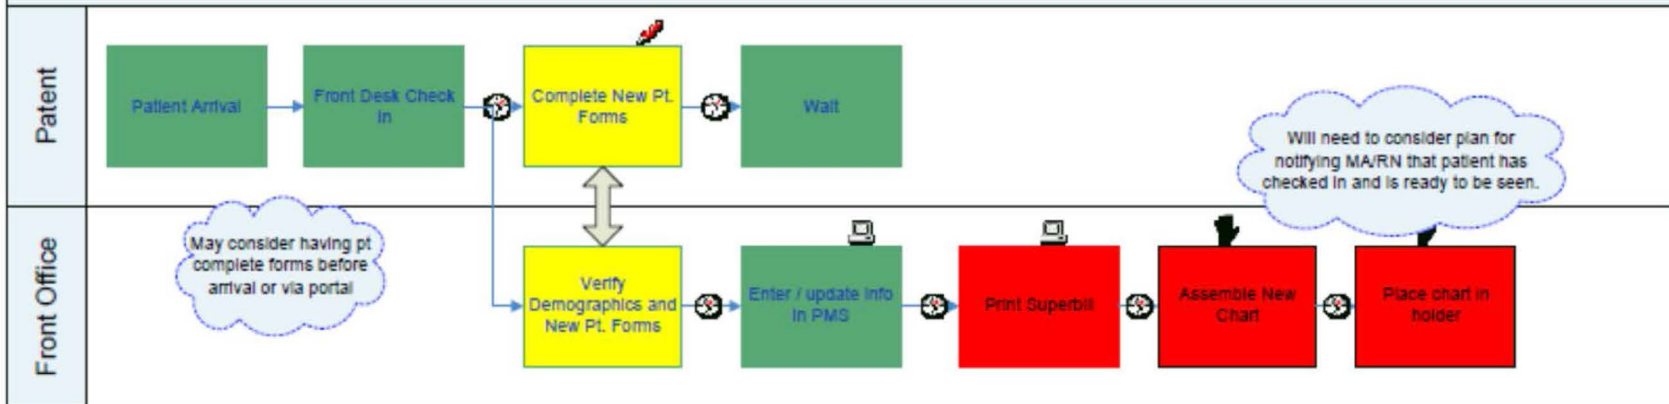 Patent
Patient Arrival
Front Desk Check
In
Complete New Pt.
Forms
Wait
Will need to consider plan for
notifying MA/RN that patient has
checked in and is ready to be seen.
Front Office
May consider having pt
complete forms before
arrival or via portal
Verify
Demographics and
New Pt. Forms
Enter / update info
in PMS
Print Superbill
Assemble New
Chart
Place chart in
holder